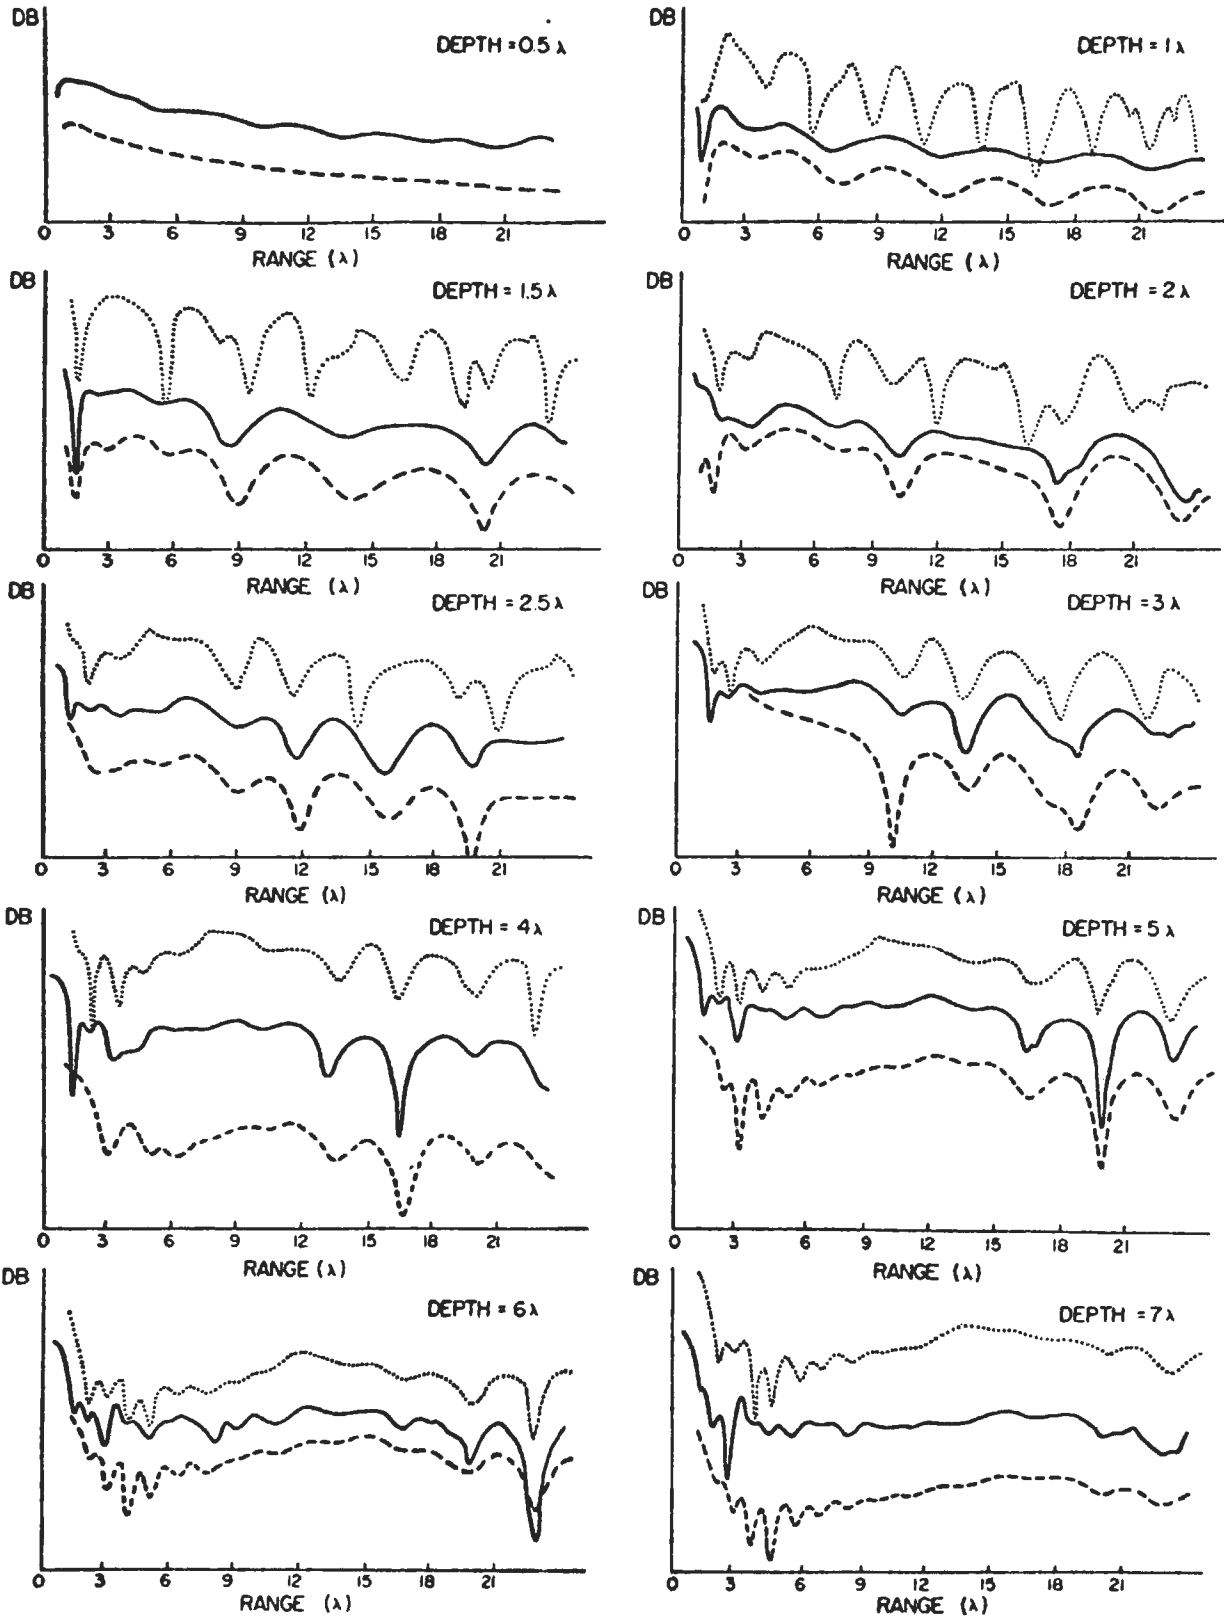 DB
DEPTH = 0.5 λ
0 3 6 9 12 15 18 21
RANGE (λ)
DEPTH = 1 λ
0 3 6 9 12 15 18 21
RANGE (λ)
DB
DEPTH = 1.5 λ
0 3 6 9 12 15 18 21
RANGE (λ)
DB
DEPTH = 2 λ
0 3 6 9 12 15 18 21
RANGE (λ)
DB
DEPTH = 2.5 λ
0 3 6 9 12 15 18 21
RANGE (λ)
DB
DEPTH = 3 λ
0 3 6 9 12 15 18 21
RANGE (λ)
DB
DEPTH = 4 λ
0 3 6 9 12 15 18 21
RANGE (λ)
DB
DEPTH = 5 λ
0 3 6 9 12 15 18 21
RANGE (λ)
DB
DEPTH = 6 λ
0 3 6 9 12 15 18 21
RANGE (λ)
DB
DEPTH = 7 λ
0 3 6 9 12 15 18 21
RANGE (λ)
DB